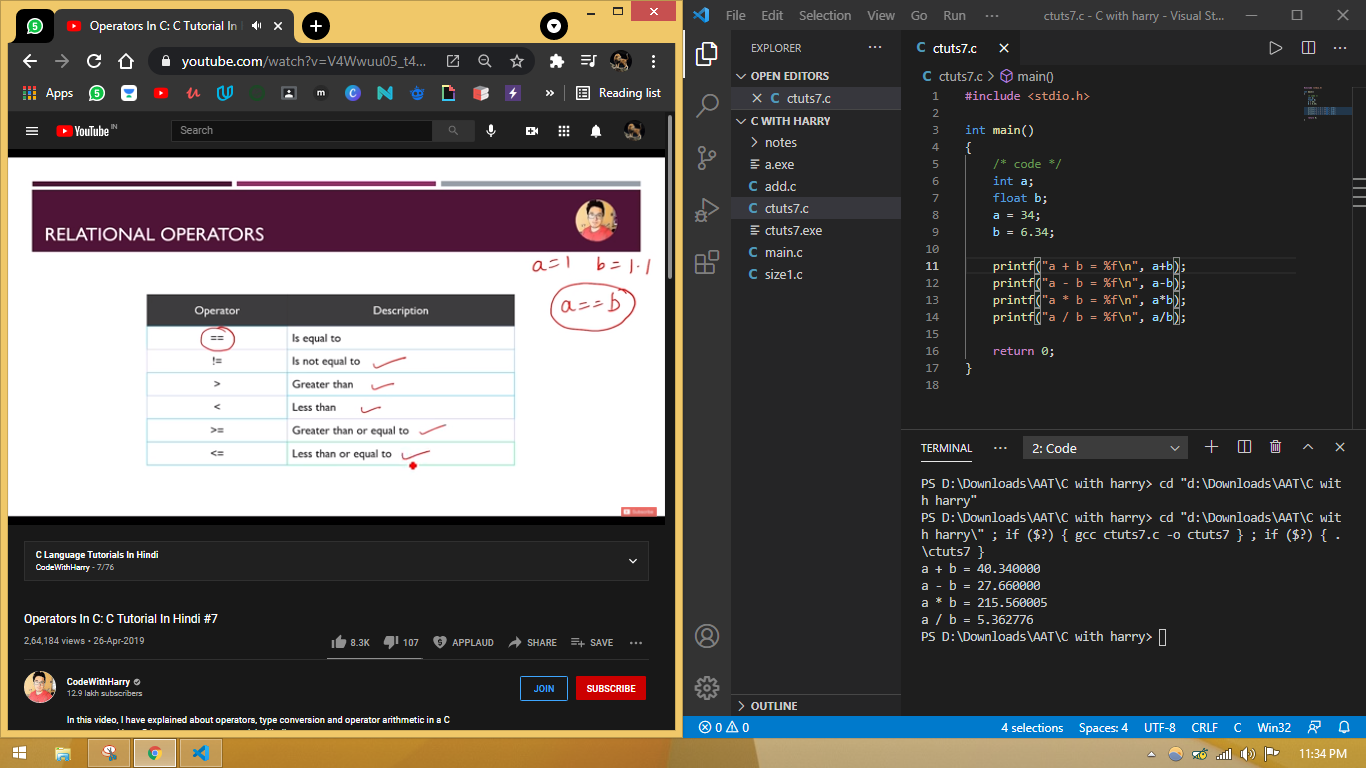 Operators In C: C Tutorial In
youtube.com/watch?v=V4Wwuu05_t4...
Apps
Reading list
YouTube IN
Search
RELATIONAL OPERATORS
a=1 b=1.1
a==b
Operator Description
== Is equal to
!= Is not equal to
> Greater than
< Less than
>= Greater than or equal to
<= Less than or equal to
Subscribe
C Language Tutorials In Hindi
CodeWithHarry - 7/76
Operators In C: C Tutorial In Hindi #7
2,64,184 views • 26-Apr-2019
8.3K 107 APPLAUD SHARE SAVE
CodeWithHarry
12.9 lakh subscribers
JOIN SUBSCRIBE
In this video, I have explained about operators, type conversion and operator arithmetic in a C
File Edit Selection View Go Run ··· ctuts7.c - C with harry - Visual St...
EXPLORER
OPEN EDITORS
ctuts7.c
C WITH HARRY
notes
a.exe
add.c
ctuts7.c
ctuts7.exe
main.c
size1.c
OUTLINE
ctuts7.c
ctuts7.c > main()
1 #include <stdio.h>
2
3 int main()
4 {
5 /* code */
6 int a;
7 float b;
8 a = 34;
9 b = 6.34;
10
11 printf("a + b = %f\n", a+b);
12 printf("a - b = %f\n", a-b);
13 printf("a * b = %f\n", a*b);
14 printf("a / b = %f\n", a/b);
15
16 return 0;
17 }
18
TERMINAL ··· 2: Code
PS D:\Downloads\AAT\C with harry> cd "d:\Downloads\AAT\C wit
h harry"
PS D:\Downloads\AAT\C with harry> cd "d:\Downloads\AAT\C wit
h harry\" ; if ($?) { gcc ctuts7.c -o ctuts7 } ; if ($?) { .
\ctuts7 }
a + b = 40.340000
a - b = 27.660000
a * b = 215.560005
a / b = 5.362776
PS D:\Downloads\AAT\C with harry>
0 0 4 selections Spaces: 4 UTF-8 CRLF C Win32
11:34 PM